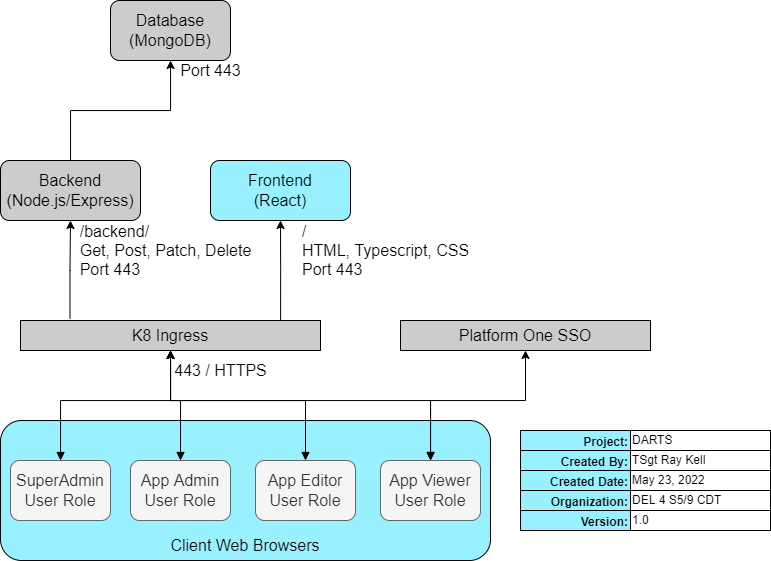 Database
(MongoDB)
Port 443
Backend
(Node.js/Express)
Frontend
(React)
/backend/
Get, Post, Patch, Delete
Port 443
/
HTML, Typescript, CSS
Port 443
K8 Ingress
Platform One SSO
443 / HTTPS
SuperAdmin
User Role
App Admin
User Role
App Editor
User Role
App Viewer
User Role
Client Web Browsers
Project: DARTS
Created By: TSgt Ray Kell
Created Date: May 23, 2022
Organization: DEL 4 S5/9 CDT
Version: 1.0